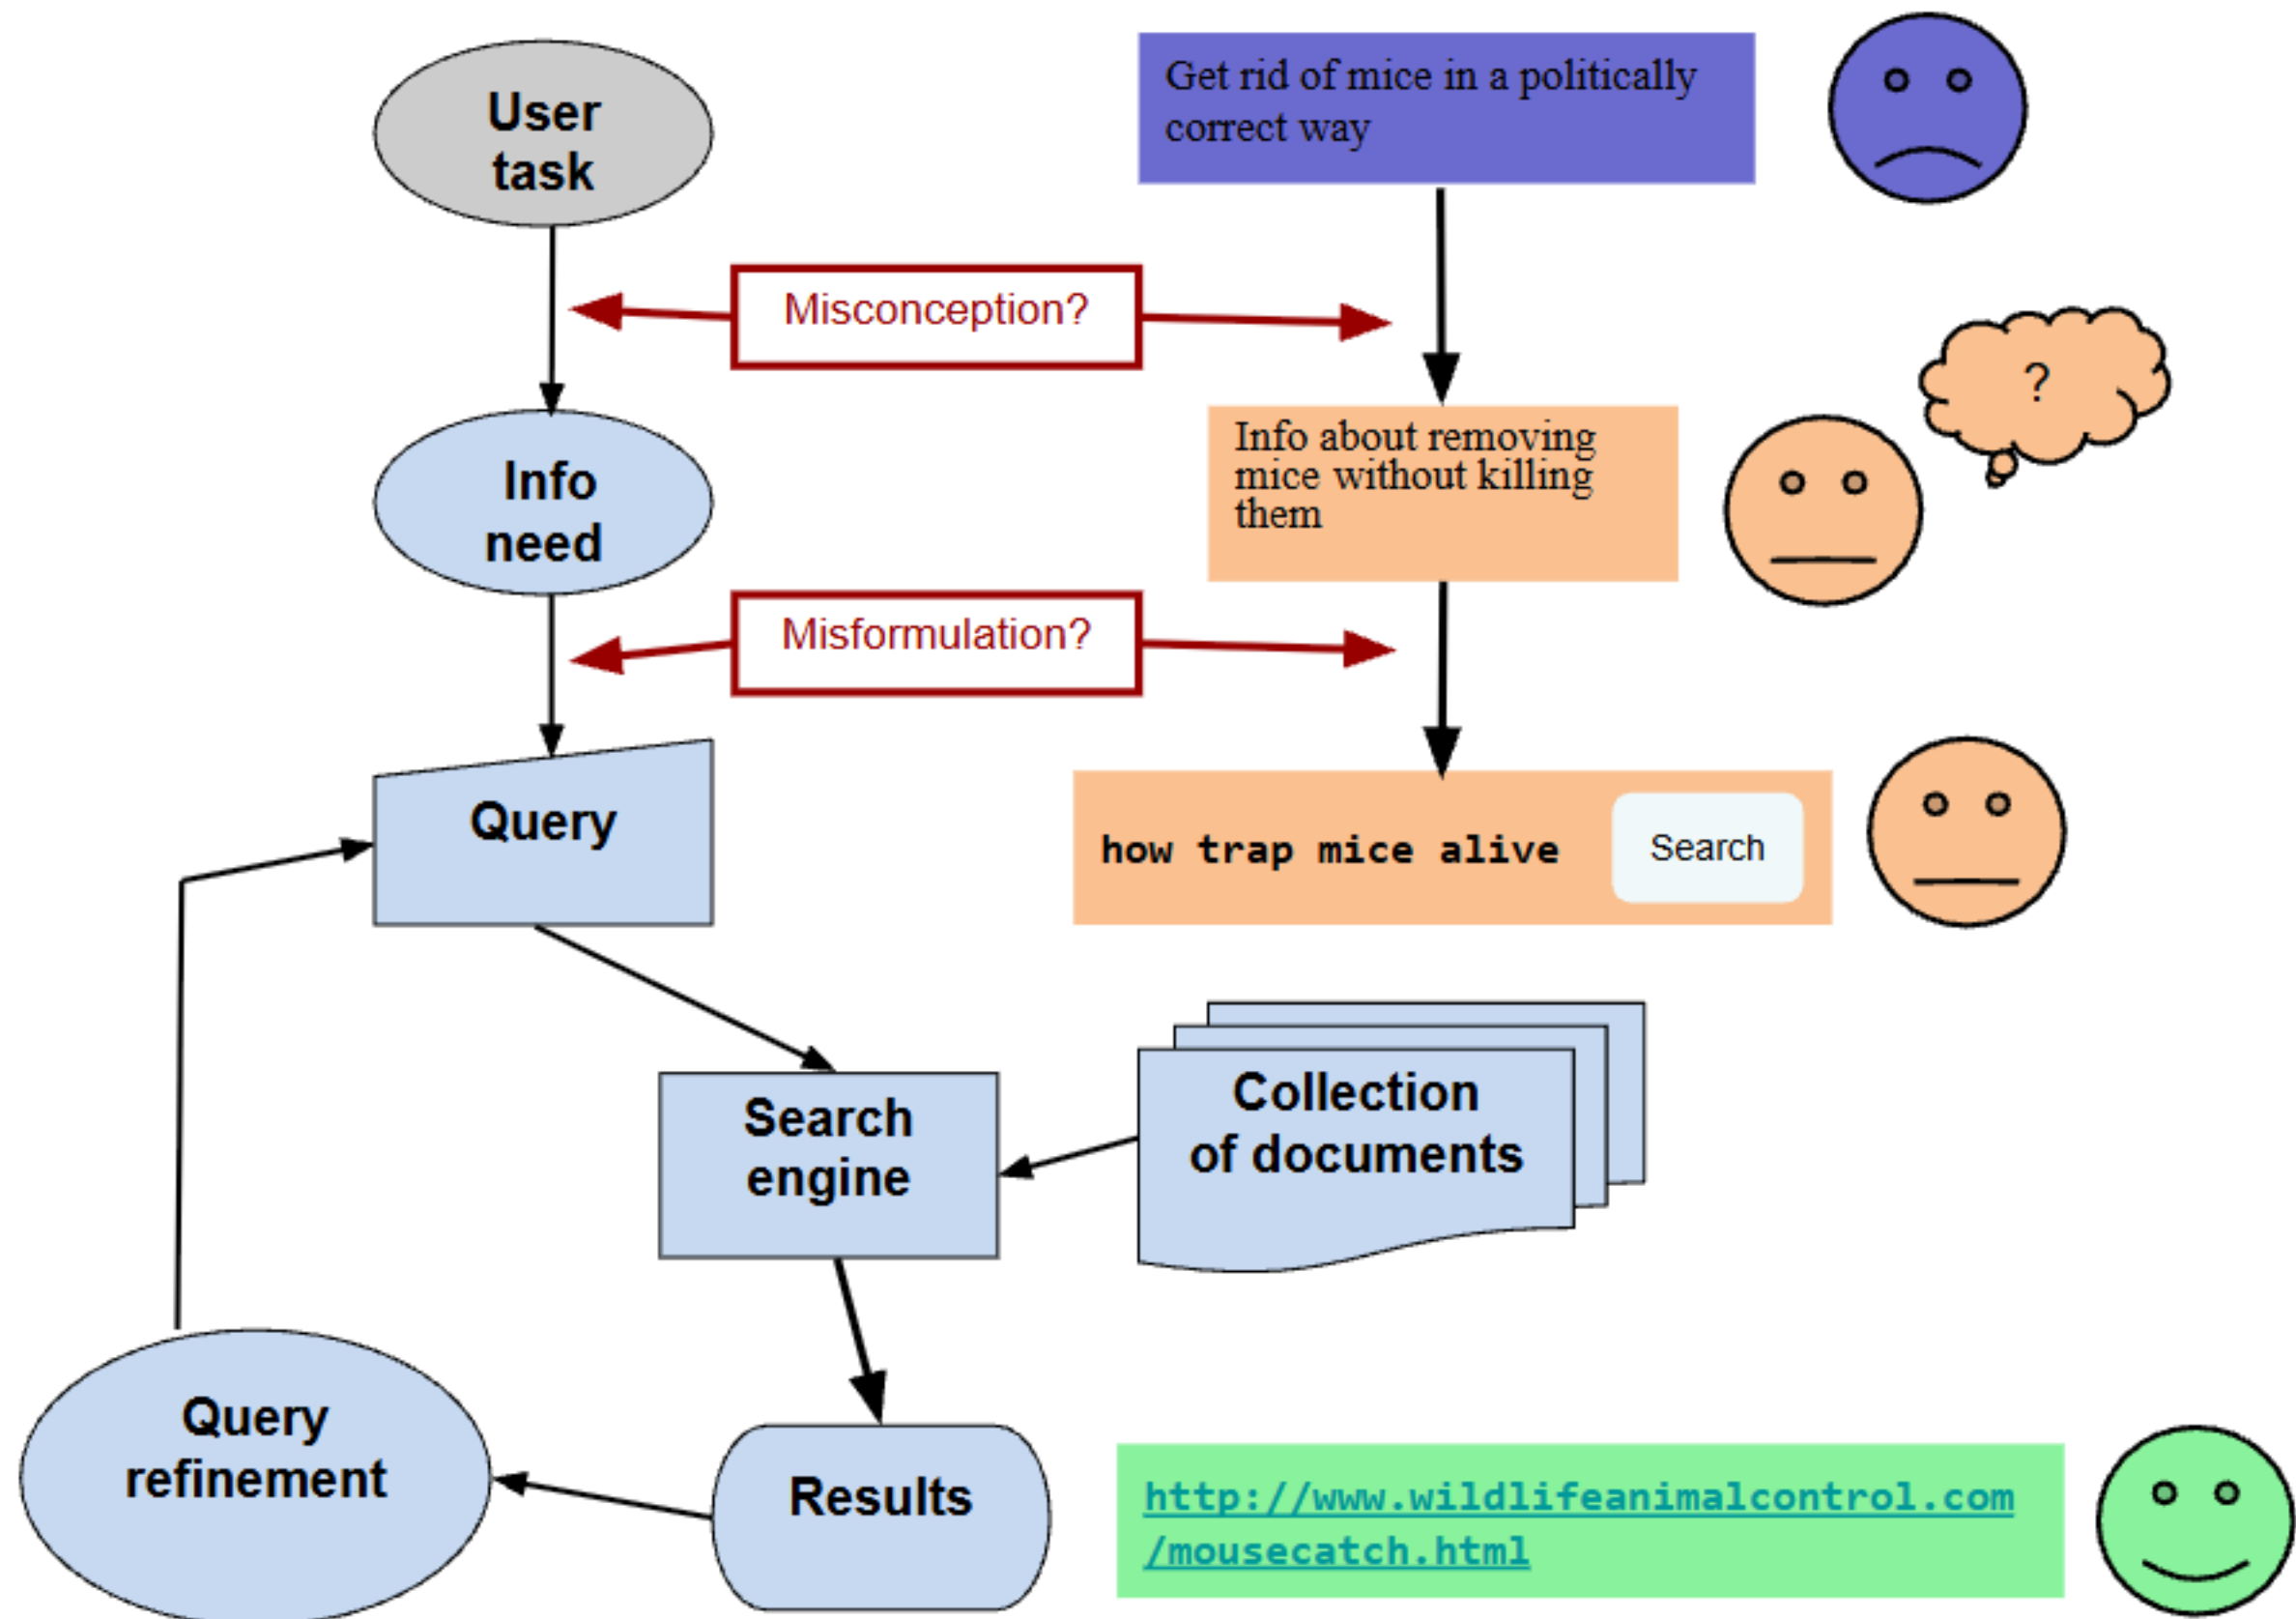 User
task
Get rid of mice in a politically
correct way
Misconception?
?
Info
need
Info about removing
mice without killing
them
Misformulation?
Query
how trap mice alive
Search
Search
engine
Collection
of documents
Query
refinement
Results
http://www.wildlifeanimalcontrol.com
/mousecatch.html